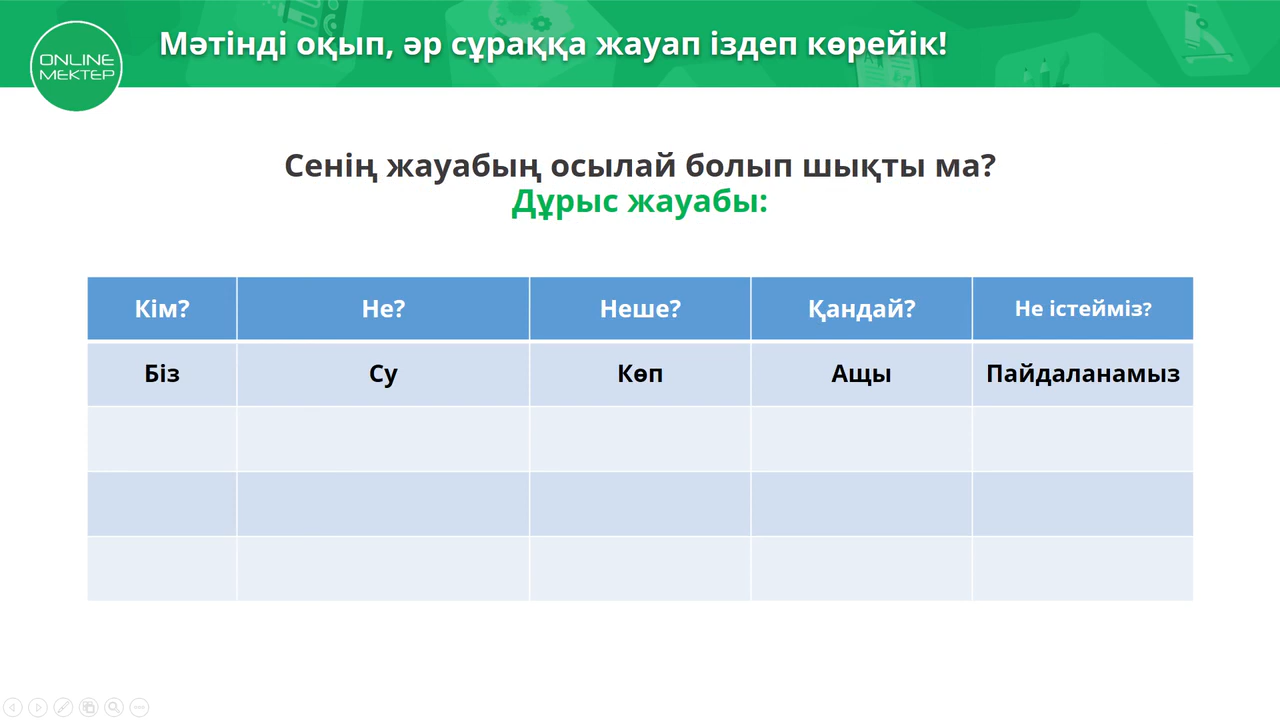 Мәтінді оқып, әр сұраққа жауап іздеп көрейік!
ONLINE
МЕКТЕР
Сенің жауабың осылай болып шықты ма?
Дұрыс жауабы:
Кім? Не? Неше? Қандай? Не істейміз?
Біз Су Көп Ащы Пайдаланамыз